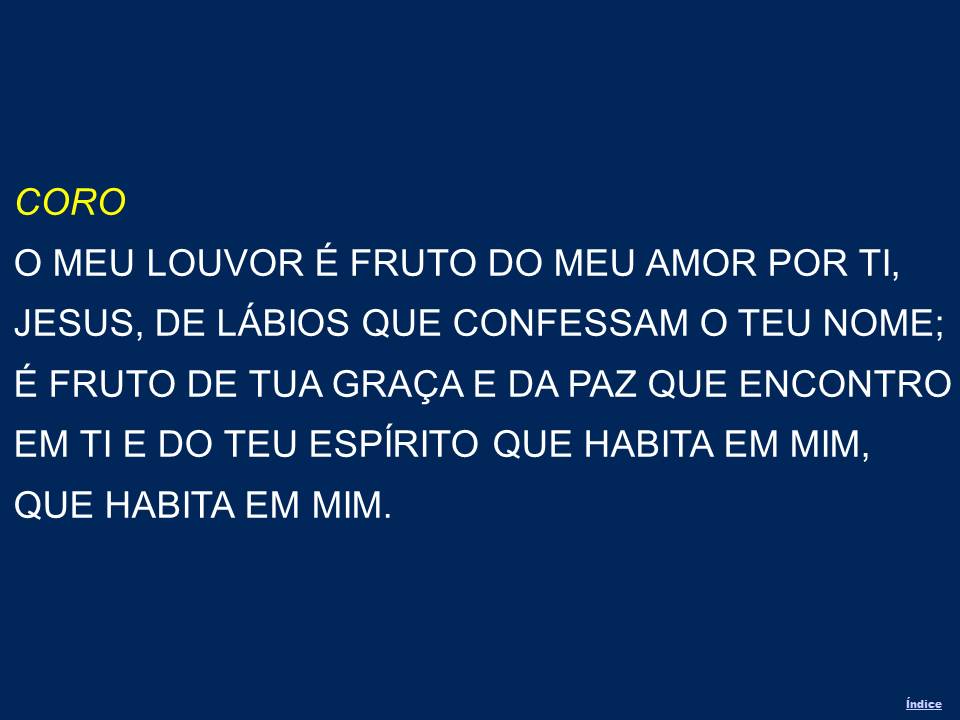 CORO
O MEU LOUVOR É FRUTO DO MEU AMOR POR TI,
JESUS, DE LÁBIOS QUE CONFESSAM O TEU NOME;
É FRUTO DE TUA GRAÇA E DA PAZ QUE ENCONTRO
EM TI E DO TEU ESPÍRITO QUE HABITA EM MIM,
QUE HABITA EM MIM.
Índice